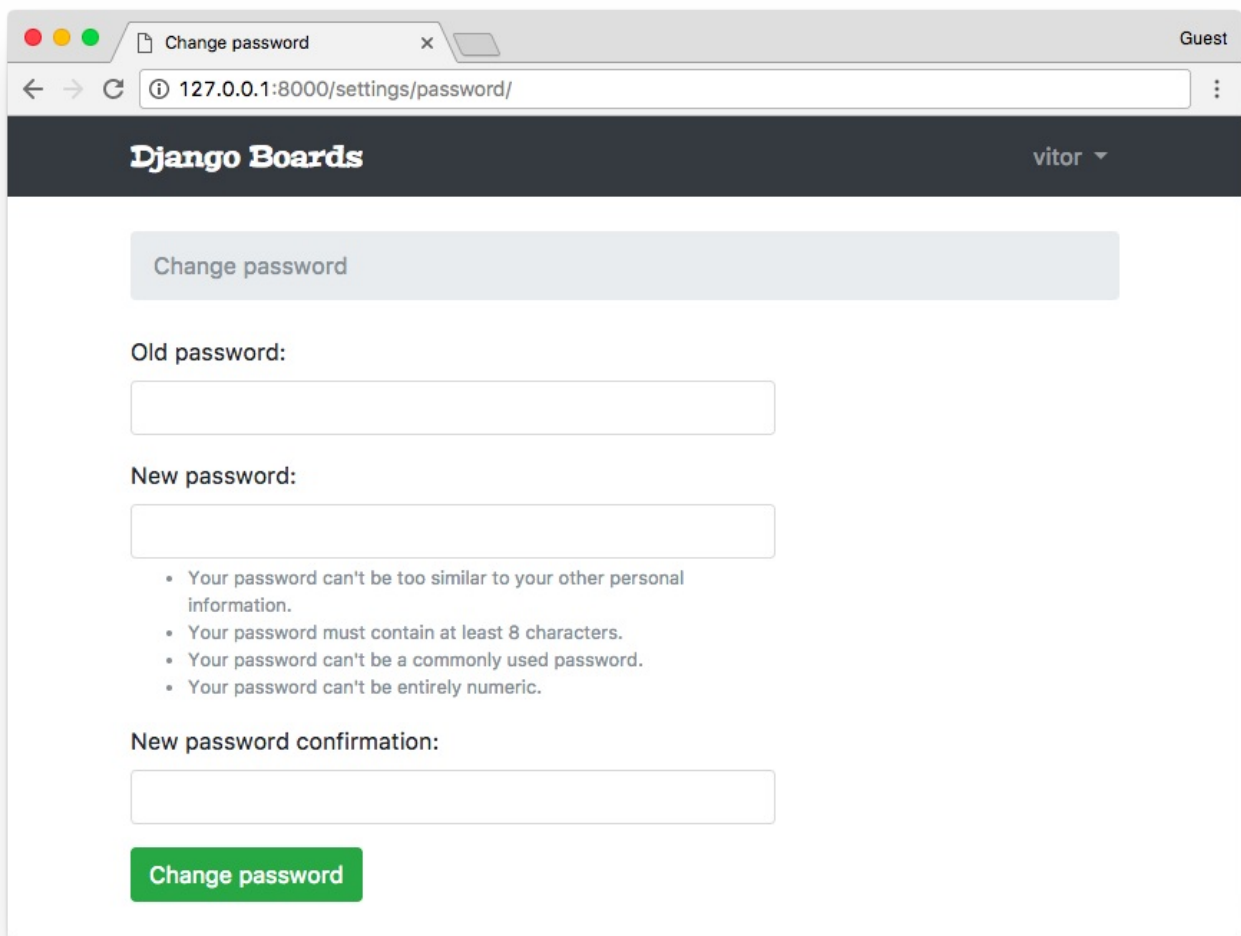 Change password
Guest
127.0.0.1:8000/settings/password/
Django Boards
vitor
Change password
Old password:
New password:
• Your password can't be too similar to your other personal
information.
• Your password must contain at least 8 characters.
• Your password can't be a commonly used password.
• Your password can't be entirely numeric.
New password confirmation:
Change password